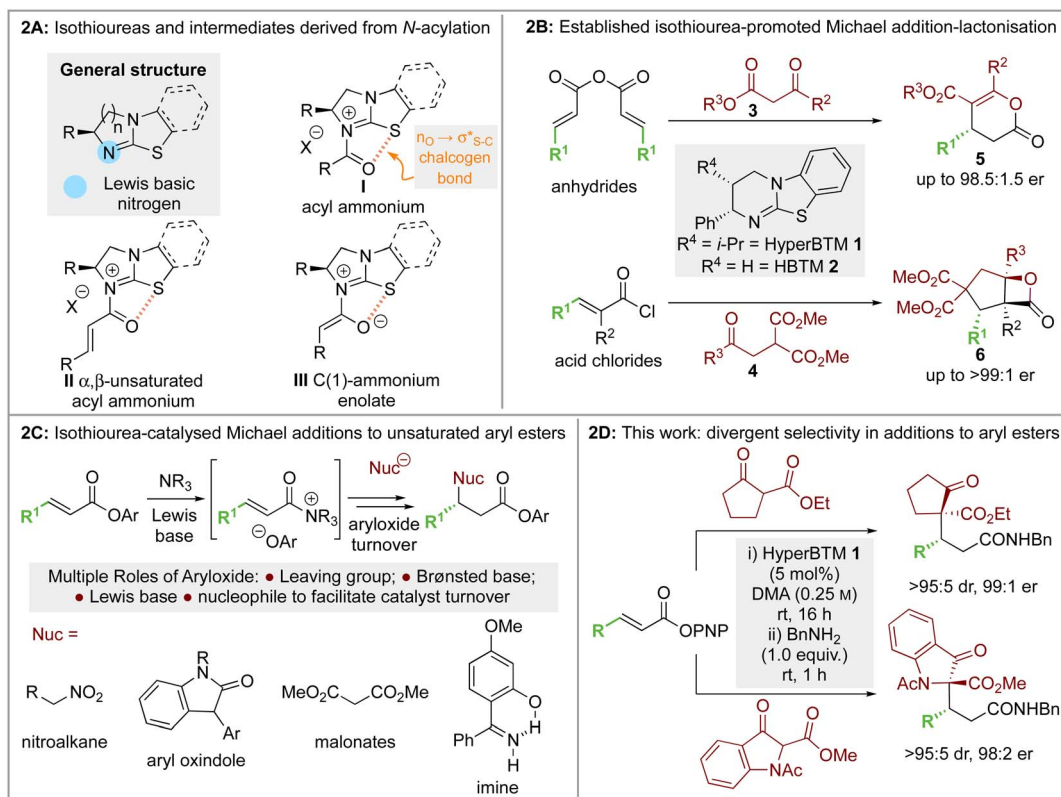 2A: Isothioureas and intermediates derived from N-acylation
General structure
R
( )n
N
N
S
Lewis basic
nitrogen
R
N
N
S
X
R
O
I
acyl ammonium
nO → σ*S-C
chalcogen
bond
R
N
N
S
X
O
R
II α,β-unsaturated
acyl ammonium
R
N
N
S
O
R
III C(1)-ammonium
enolate
2B: Established isothiourea-promoted Michael addition-lactonisation
O
O
O
R1
R1
anhydrides
O
O
R3O
R2
3
R3O2C
R2
O
R1
O
5
up to 98.5:1.5 er
R4
N
Ph
N
S
R4 = i-Pr = HyperBTM 1
R4 = H = HBTM 2
O
R1
Cl
R2
acid chlorides
O
CO2Me
R3
CO2Me
4
R3
MeO2C
O
MeO2C
O
R1
R2
6
up to >99:1 er
2C: Isothiourea-catalysed Michael additions to unsaturated aryl esters
O
R1
OAr
NR3
Lewis
base
O
R1
NR3
OAr
Nuc
aryloxide
turnover
Nuc
O
R1
OAr
Multiple Roles of Aryloxide: ● Leaving group; ● Brønsted base;
● Lewis base ● nucleophile to facilitate catalyst turnover
Nuc =
R
NO2
nitroalkane
R
N
O
Ar
aryl oxindole
MeO2C
CO2Me
malonates
OMe
O
H
Ph
N
H
imine
2D: This work: divergent selectivity in additions to aryl esters
O
O
OEt
R
O
OPNP
i) HyperBTM 1
(5 mol%)
DMA (0.25 M)
rt, 16 h
ii) BnNH2
(1.0 equiv.)
rt, 1 h
O
CO2Et
R
CONHBn
>95:5 dr, 99:1 er
O
O
OMe
NAc
O
AcN
CO2Me
R
CONHBn
>95:5 dr, 98:2 er